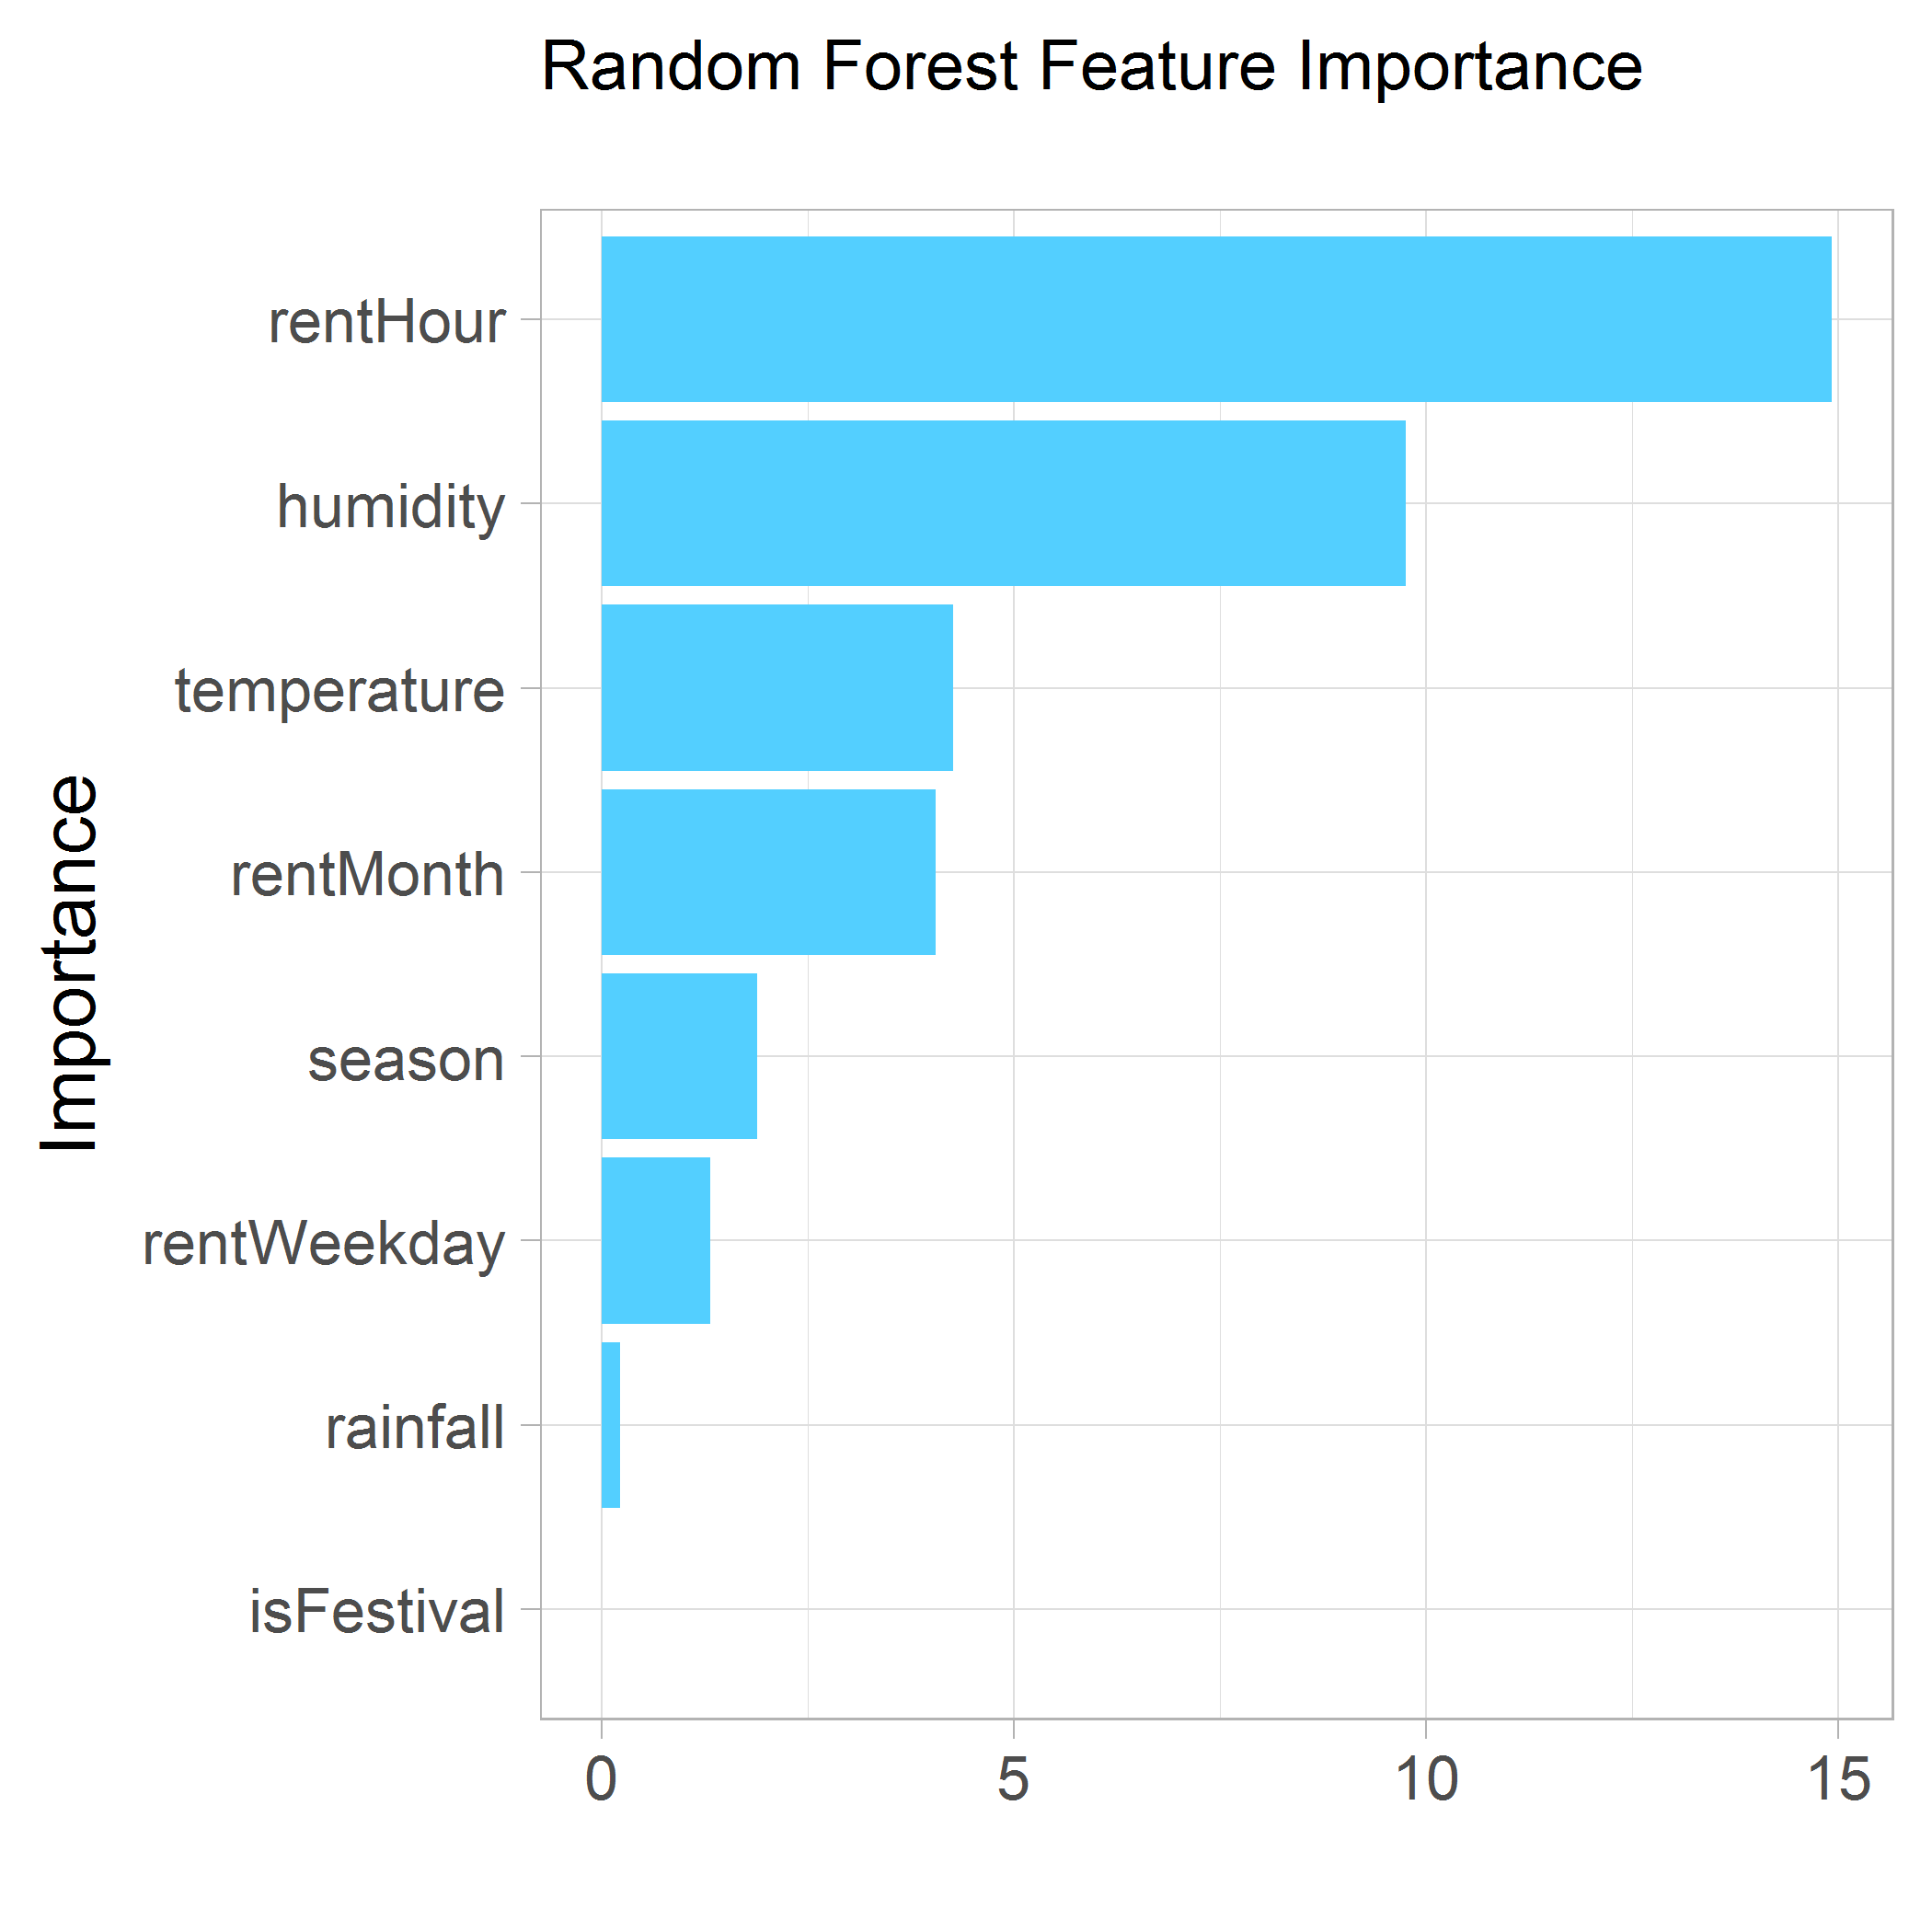 Random Forest Feature Importance
Importance
rentHour
humidity
temperature
rentMonth
season
rentWeekday
rainfall
isFestival
0 5 10 15